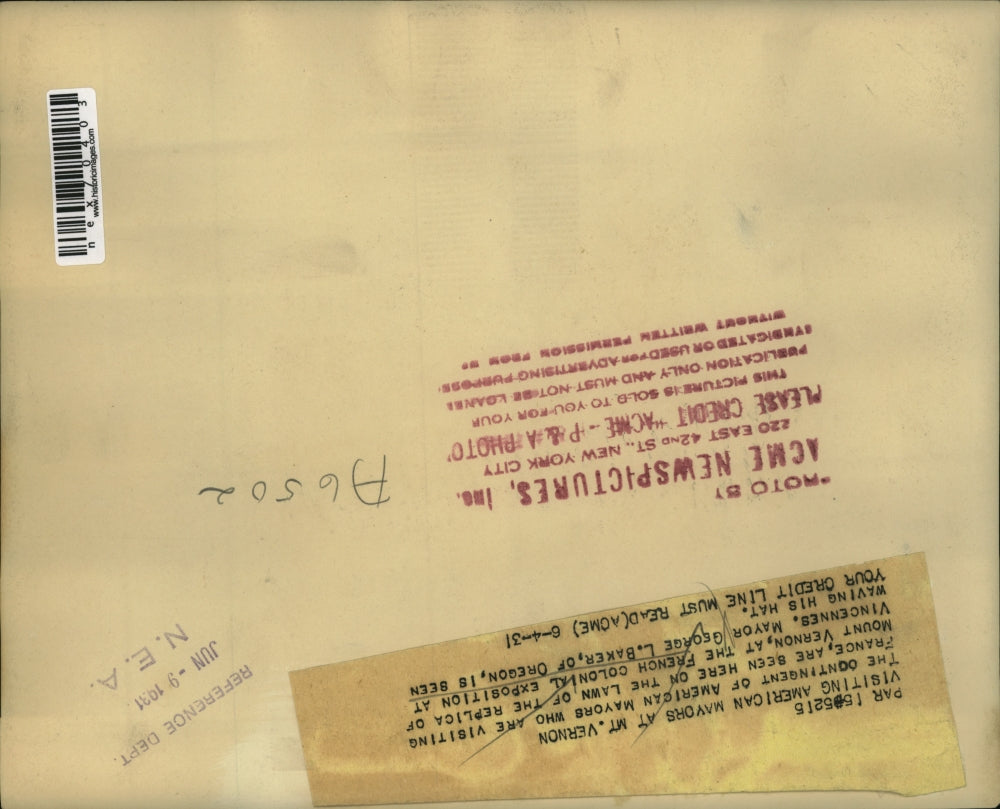 PHOTO BY
ACME NEWSPICTURES, Inc.
220 EAST 42ND ST., NEW YORK CITY
PLEASE CREDIT "ACME - P & A PHOTO"
THIS PICTURE IS SOLD TO YOU FOR YOUR
PUBLICATION ONLY AND MUST NOT BE LOANED
SYNDICATED OR USED FOR ADVERTISING PURPOSE
WITHOUT WRITTEN PERMISSION FROM
A6502
PAR 1595215
VISITING AMERICAN MAYORS AT MT. VERNON
THE CONTINGENT OF AMERICAN MAYORS WHO ARE VISITING
FRANCE, ARE SEEN HERE ON THE LAWN OF THE REPLICA OF
MOUNT VERNON, AT THE FRENCH COLONIAL EXPOSITION AT
VINCENNES. MAYOR GEORGE L. BAKER, OF OREGON, IS SEEN
WAVING HIS HAT.
YOUR CREDIT LINE MUST READ(ACME) 6-4-31
REFERENCE DEPT.
JUN -9 1931
N. E. A.
nex70403
www.historicimages.com